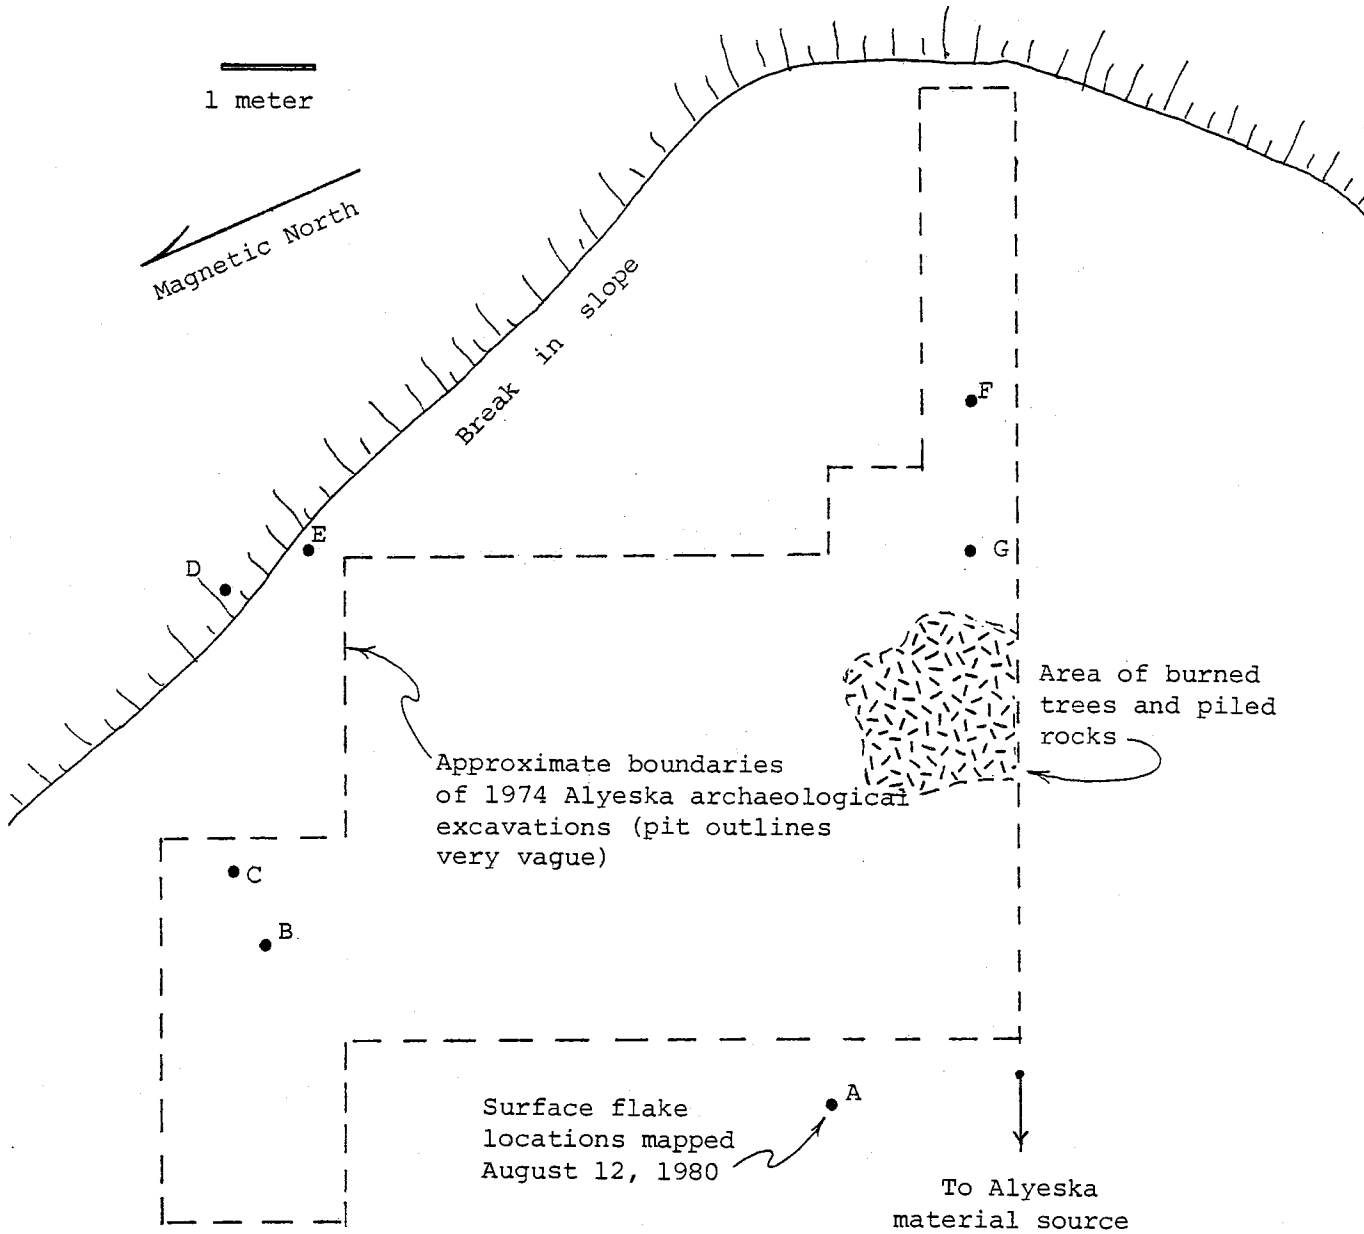 1 meter
Magnetic North
Break in slope
F
E
G
D
Area of burned
trees and piled
rocks
Approximate boundaries
of 1974 Alyeska archaeological
excavations (pit outlines
very vague)
C
B
A
Surface flake
locations mapped
August 12, 1980
To Alyeska
material source